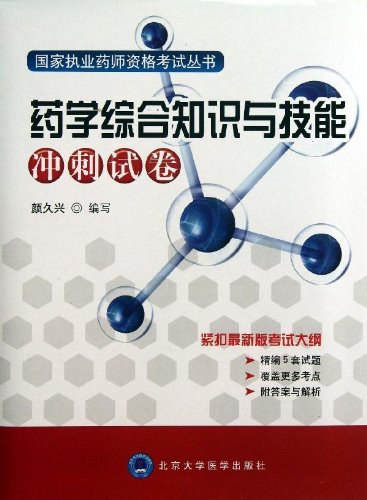 国家执业药师资格考试丛书
药学综合知识与技能
冲刺试卷
颜久兴 ◎ 编写
紧扣最新版考试大纲
精编5套试题
覆盖更多考点
附答案与解析
北京大学医学出版社